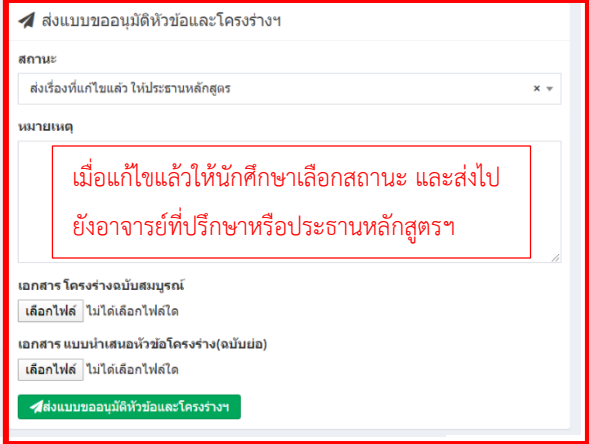 ส่งแบบขออนุมัติหัวข้อและโครงร่างฯ
สถานะ
ส่งเรื่องที่แก้ไขแล้ว ให้ประธานหลักสูตร
× 
หมายเหตุ
เมื่อแก้ไขแล้วให้นักศึกษาเลือกสถานะ และส่งไป
ยังอาจารย์ที่ปรึกษาหรือประธานหลักสูตรฯ
เอกสาร โครงร่างฉบับสมบูรณ์
เลือกไฟล์ ไม่ได้เลือกไฟล์ใด
เอกสาร แบบนำเสนอหัวข้อโครงร่าง(ฉบับย่อ)
เลือกไฟล์ ไม่ได้เลือกไฟล์ใด
ส่งแบบขออนุมัติหัวข้อและโครงร่างฯ